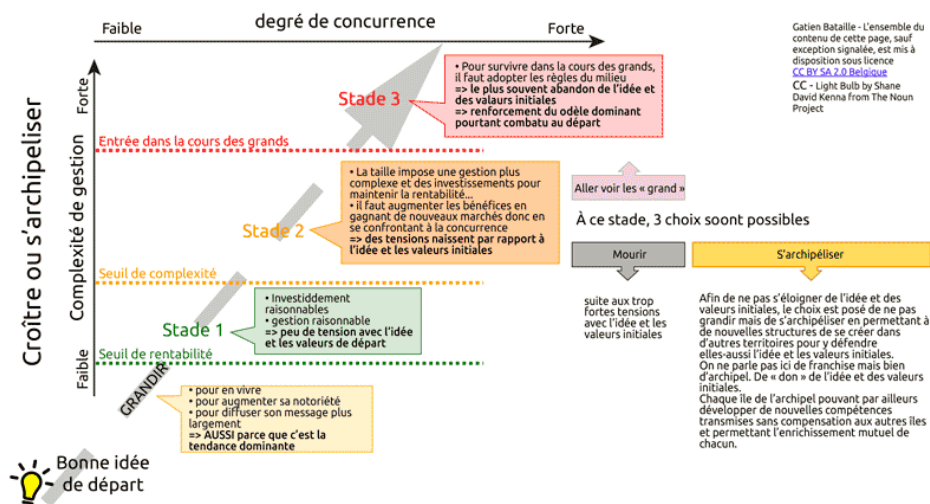 Faible
degré de concurrence
Forte
Gatien Bataille - L'ensemble du
contenu de cette page, sauf
exception signalée, est mis à
disposition sous licence
CC BY SA 2.0 Belgique
CC - Light Bulb by Shane
David Kenna from The Noun
Project
Croître ou s'archipeliser
Complexité de gestion
Forte
Faible
Stade 3
• Pour survivre dans la cours des grands,
il faut adopter les règles du milieu
=> le plus souvent abandon de l'idée et
des valeurs initiales
=> renforcement du odèle dominant
pourtant combatu au départ
Entrée dans la cours des grands
Stade 2
• La taille impose une gestion plus
complexe et des investissements pour
maintenir la rentabilité...
• il faut augmenter les bénéfices en
gagnant de nouveaux marchés donc en
se confrontant à la concurrence
=> des tensions naissent par rapport à
l'idée et les valeurs initiales
Seuil de complexité
Stade 1
• Investiddement
raisonnables
• gestion raisonnable
=> peu de tension avec l'idée
et les valeurs de départ
Seuil de rentabilité
GRANDIR
• pour en vivre
• pour augmenter sa notoriété
• pour diffuser son message plus
largement
=> AUSSI parce que c'est la
tendance dominante
Bonne idée
de départ
Aller voir les « grand »
À ce stade, 3 choix soont possibles
Mourir
suite aux trop
fortes tensions
avec l'idée et les
valeurs initiales
S'archipéliser
Afin de ne pas s'éloigner de l'idée et des
valeurs initiales, le choix est posé de ne pas
grandir mais de s'archipéliser en permettant à
de nouvelles structures de se créer dans
d'autres territoires pour y défendre
elles-aussi l'idée et les valeurs initiales.
On ne parle pas ici de franchise mais bien
d'archipel. De « don » de l'idée et des valeurs
initiales.
Chaque île de l'archipel pouvant par ailleurs
développer de nouvelles compétences
transmises sans compensation aux autres îles
et permettant l'enrichissement mutuel de
chacun.